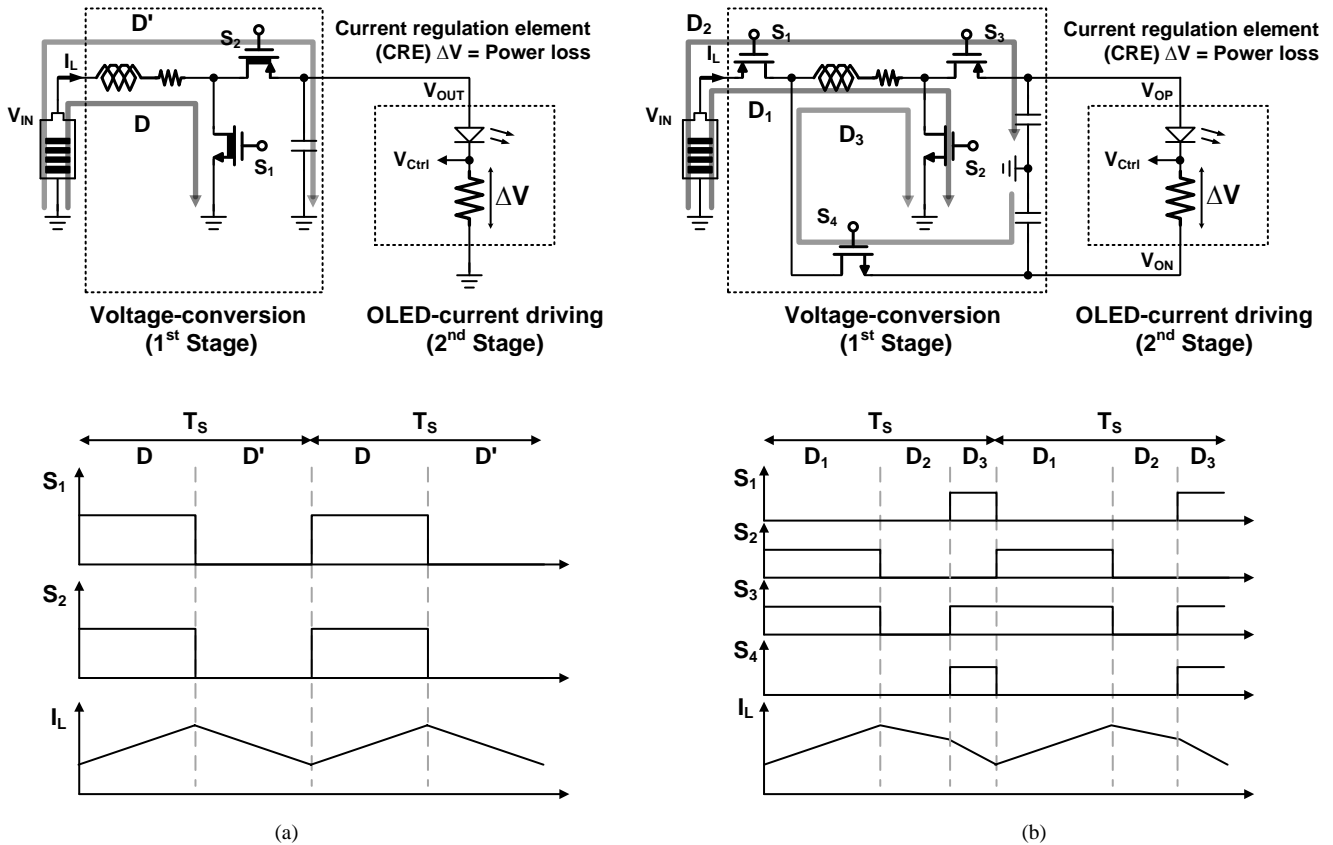 D'
S2
Current regulation element
(CRE) ΔV = Power loss
IL
VOUT
VIN
D
VCtrl
S1
ΔV
Voltage-conversion
(1st Stage)
OLED-current driving
(2nd Stage)
D2
S1
S3
Current regulation element
(CRE) ΔV = Power loss
IL
VOP
VIN
D1
D3
VCtrl
S2
ΔV
S4
VON
Voltage-conversion
(1st Stage)
OLED-current driving
(2nd Stage)
TS TS
D D' D D'
S1
S2
IL
(a)
TS TS
D1 D2 D3 D1 D2 D3
S1
S2
S3
S4
IL
(b)